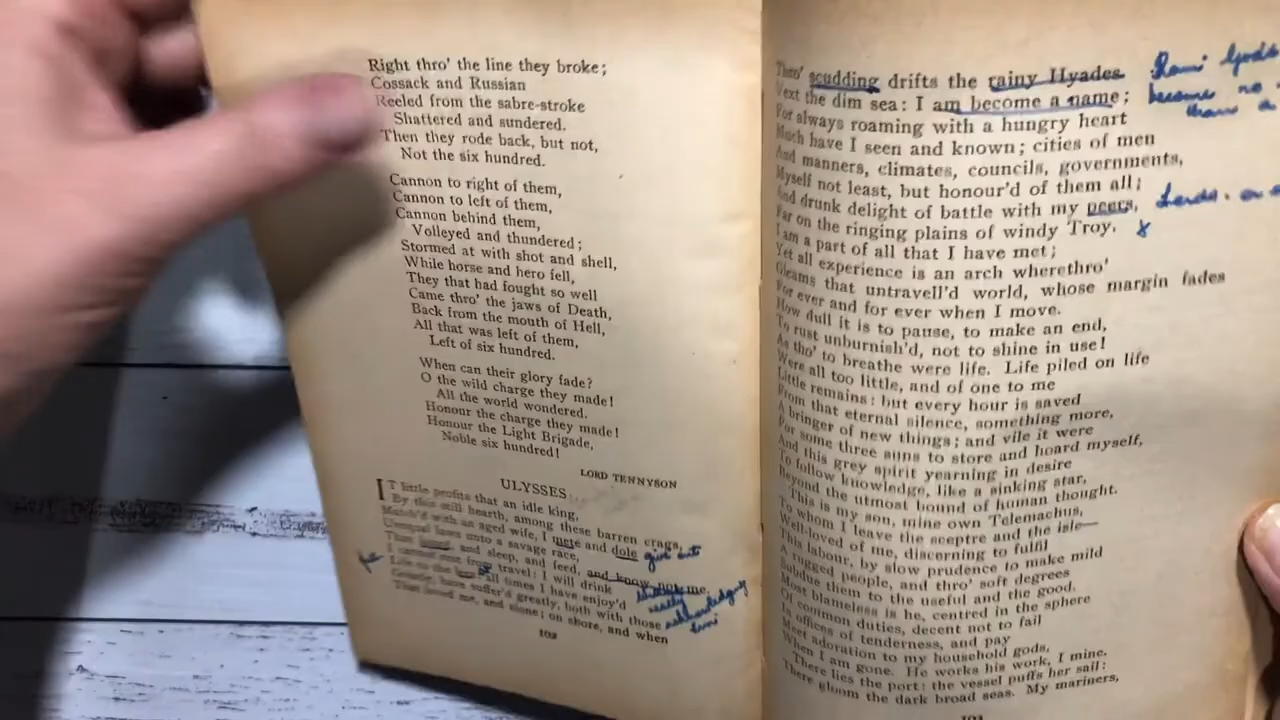 Right thro' the line they broke;
Cossack and Russian
Reeled from the sabre-stroke
Shattered and sundered.
Then they rode back, but not,
Not the six hundred.
Cannon to right of them,
Cannon to left of them,
Cannon behind them,
Volleyed and thundered;
Stormed at with shot and shell,
While horse and hero fell,
They that had fought so well
Came thro' the jaws of Death,
Back from the mouth of Hell,
All that was left of them,
Left of six hundred.
When can their glory fade?
O the wild charge they made!
All the world wondered.
Honour the charge they made!
Honour the Light Brigade,
Noble six hundred!
LORD TENNYSON
ULYSSES
IT little profits that an idle king,
By this still hearth, among these barren crags,
Match'd with an aged wife, I mete and dole give out
Unequal laws unto a savage race,
That and sleep, and feed, and know not me.
I cannot rest from travel: I will drink
Life to the all times I have enjoy'd really
Greatly, have suffer'd greatly, both with those
That loved me, and alone; on shore, and when
Thro' scudding drifts the rainy Hyades Rain Gods
Vext the dim sea: I am become a name; become no
For always roaming with a hungry heart than a
Much have I seen and known; cities of men
And manners, climates, councils, governments,
Myself not least, but honour'd of them all;
And drunk delight of battle with my peers,
Far on the ringing plains of windy Troy.
I am a part of all that I have met;
Yet all experience is an arch wherethro'
Gleams that untravell'd world, whose margin fades
For ever and for ever when I move.
How dull it is to pause, to make an end,
To rust unburnish'd, not to shine in use!
As tho' to breathe were life. Life piled on life
Were all too little, and of one to me
Little remains: but every hour is saved
From that eternal silence, something more,
A bringer of new things; and vile it were
For some three suns to store and hoard myself,
And this grey spirit yearning in desire
To follow knowledge, like a sinking star,
Beyond the utmost bound of human thought.
This is my son, mine own Telemachus,
To whom I leave the sceptre and the isle—
Well-loved of me, discerning to fulfil
This labour, by slow prudence to make mild
A rugged people, and thro' soft degrees
Subdue them to the useful and the good.
Most blameless is he, centred in the sphere
Of common duties, decent not to fail
In offices of tenderness, and pay
Meet adoration to my household gods,
When I am gone. He works his work, I mine.
There lies the port: the vessel puffs her sail:
There gloom the dark broad seas. My mariners,